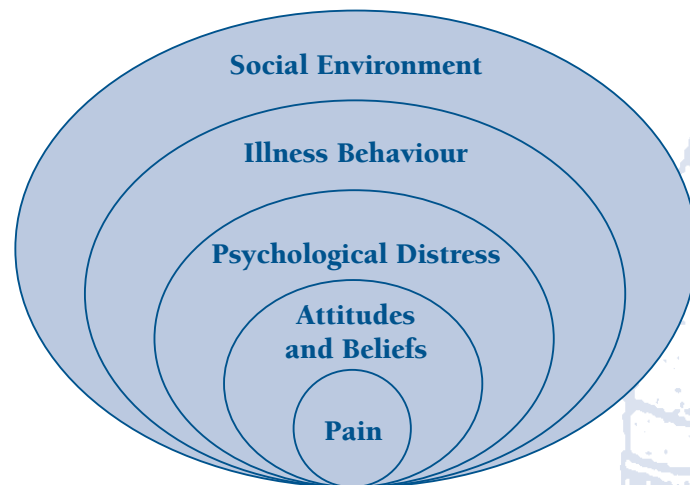 Social Environment
Illness Behaviour
Psychological Distress
Attitudes
and Beliefs
Pain